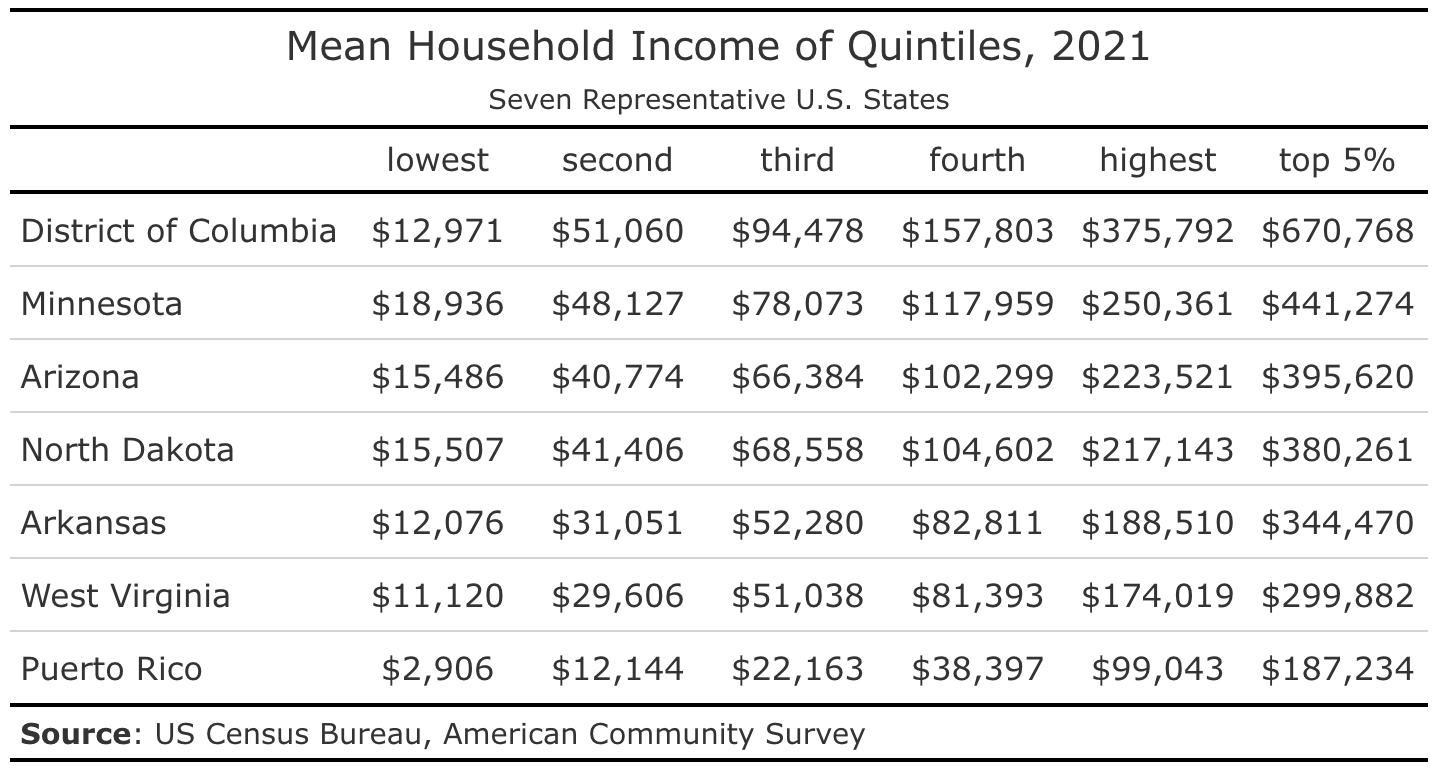 Mean Household Income of Quintiles, 2021
Seven Representative U.S. States
lowest second third fourth highest top 5%
District of Columbia $12,971 $51,060 $94,478 $157,803 $375,792 $670,768
Minnesota $18,936 $48,127 $78,073 $117,959 $250,361 $441,274
Arizona $15,486 $40,774 $66,384 $102,299 $223,521 $395,620
North Dakota $15,507 $41,406 $68,558 $104,602 $217,143 $380,261
Arkansas $12,076 $31,051 $52,280 $82,811 $188,510 $344,470
West Virginia $11,120 $29,606 $51,038 $81,393 $174,019 $299,882
Puerto Rico $2,906 $12,144 $22,163 $38,397 $99,043 $187,234
Source: US Census Bureau, American Community Survey